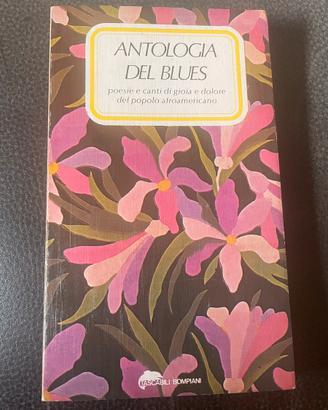 ANTOLOGIA
DEL BLUES
poesie e canti di gioia e dolore
del popolo afroamericano
TASCABILI BOMPIANI